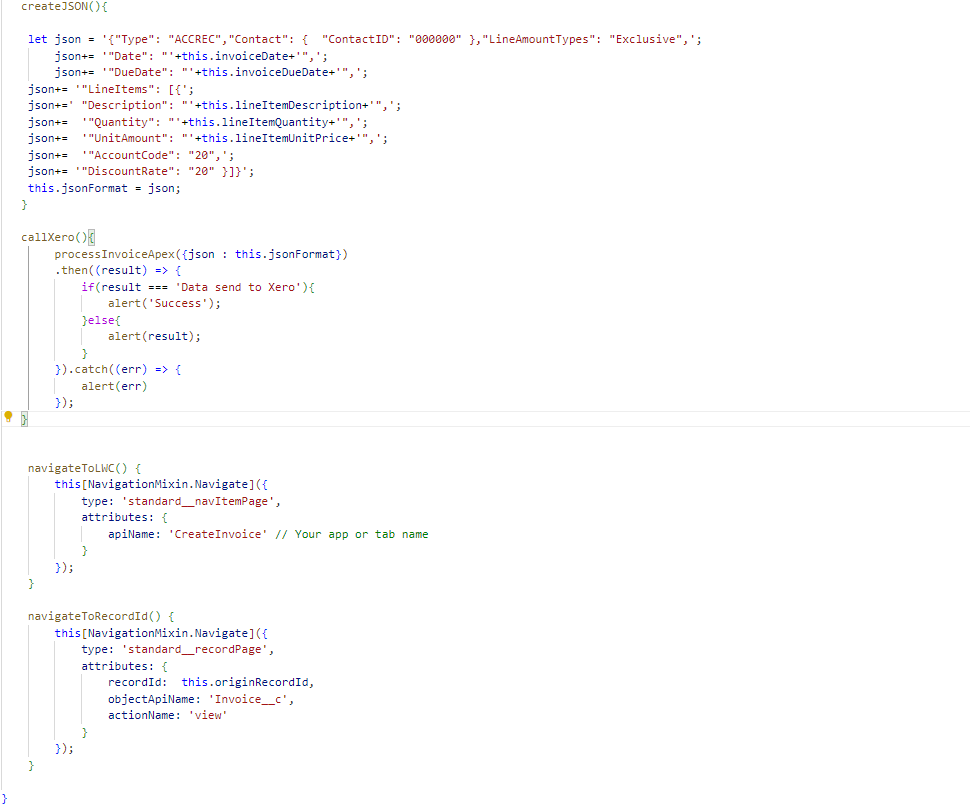 createJSON(){
let json = '{"Type": "ACCREC","Contact": {  "ContactID": "000000" },"LineAmountTypes": "Exclusive",';
json+= '"Date": "'+this.invoiceDate+'",';
json+= '"DueDate": "'+this.invoiceDueDate+'",';
json+= '"LineItems": [{';
json+=' "Description": "'+this.lineItemDescription+'",';
json+=  '"Quantity": "'+this.lineItemQuantity+'",';
json+=  '"UnitAmount": "'+this.lineItemUnitPrice+'",';
json+=  '"AccountCode": "20",';
json+= '"DiscountRate": "20" }]}';
this.jsonFormat = json;
}
callXero(){
processInvoiceApex({json : this.jsonFormat})
.then((result) => {
if(result === 'Data send to Xero'){
alert('Success');
}else{
alert(result);
}
}).catch((err) => {
alert(err)
});
}
navigateToLWC() {
this[NavigationMixin.Navigate]({
type: 'standard__navItemPage',
attributes: {
apiName: 'CreateInvoice' // Your app or tab name
}
});
}
navigateToRecordId() {
this[NavigationMixin.Navigate]({
type: 'standard__recordPage',
attributes: {
recordId:  this.originRecordId,
objectApiName: 'Invoice__c',
actionName: 'view'
}
});
}
}